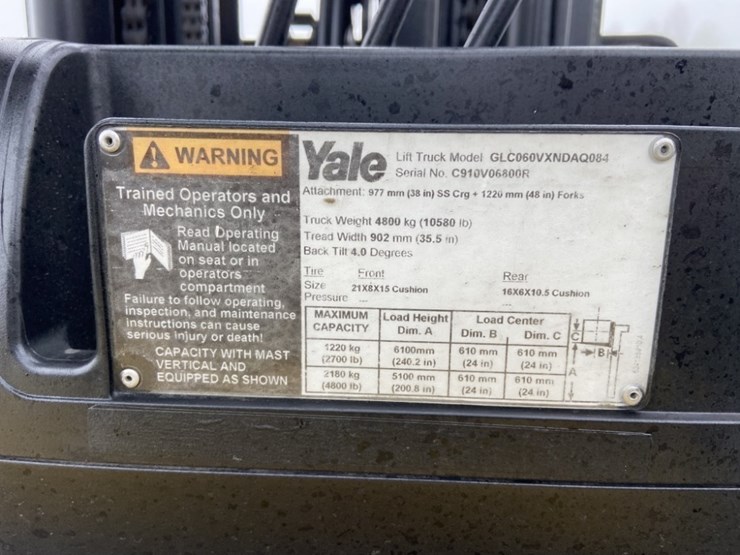 WARNING
Trained Operators and
Mechanics Only
Read Operating
Manual located
on seat or in
operators
compartment
Failure to follow operating,
inspection, and maintenance
instructions can cause
serious injury or death!
CAPACITY WITH MAST
VERTICAL AND
EQUIPPED AS SHOWN
Yale
Lift Truck Model GLC060VXNDAQ084
Serial No. C910V06800R
Attachment: 977 mm (38 in) SS Crg + 1220 mm (48 in) Forks
Truck Weight 4800 kg (10580 lb)
Tread Width 902 mm (35.5 in)
Back Tilt 4.0 Degrees
Tire Front Rear
Size 21X8X15 Cushion 16X6X10.5 Cushion
Pressure --- ---
MAXIMUM CAPACITY Load Height Dim. A Load Center Dim. B Dim. C
1220 kg (2700 lb) 6100mm (240.2 in) 610 mm (24 in) 610 mm (24 in)
2180 kg (4800 lb) 5100 mm (200.8 in) 610 mm (24 in) 610 mm (24 in)
C
B
A